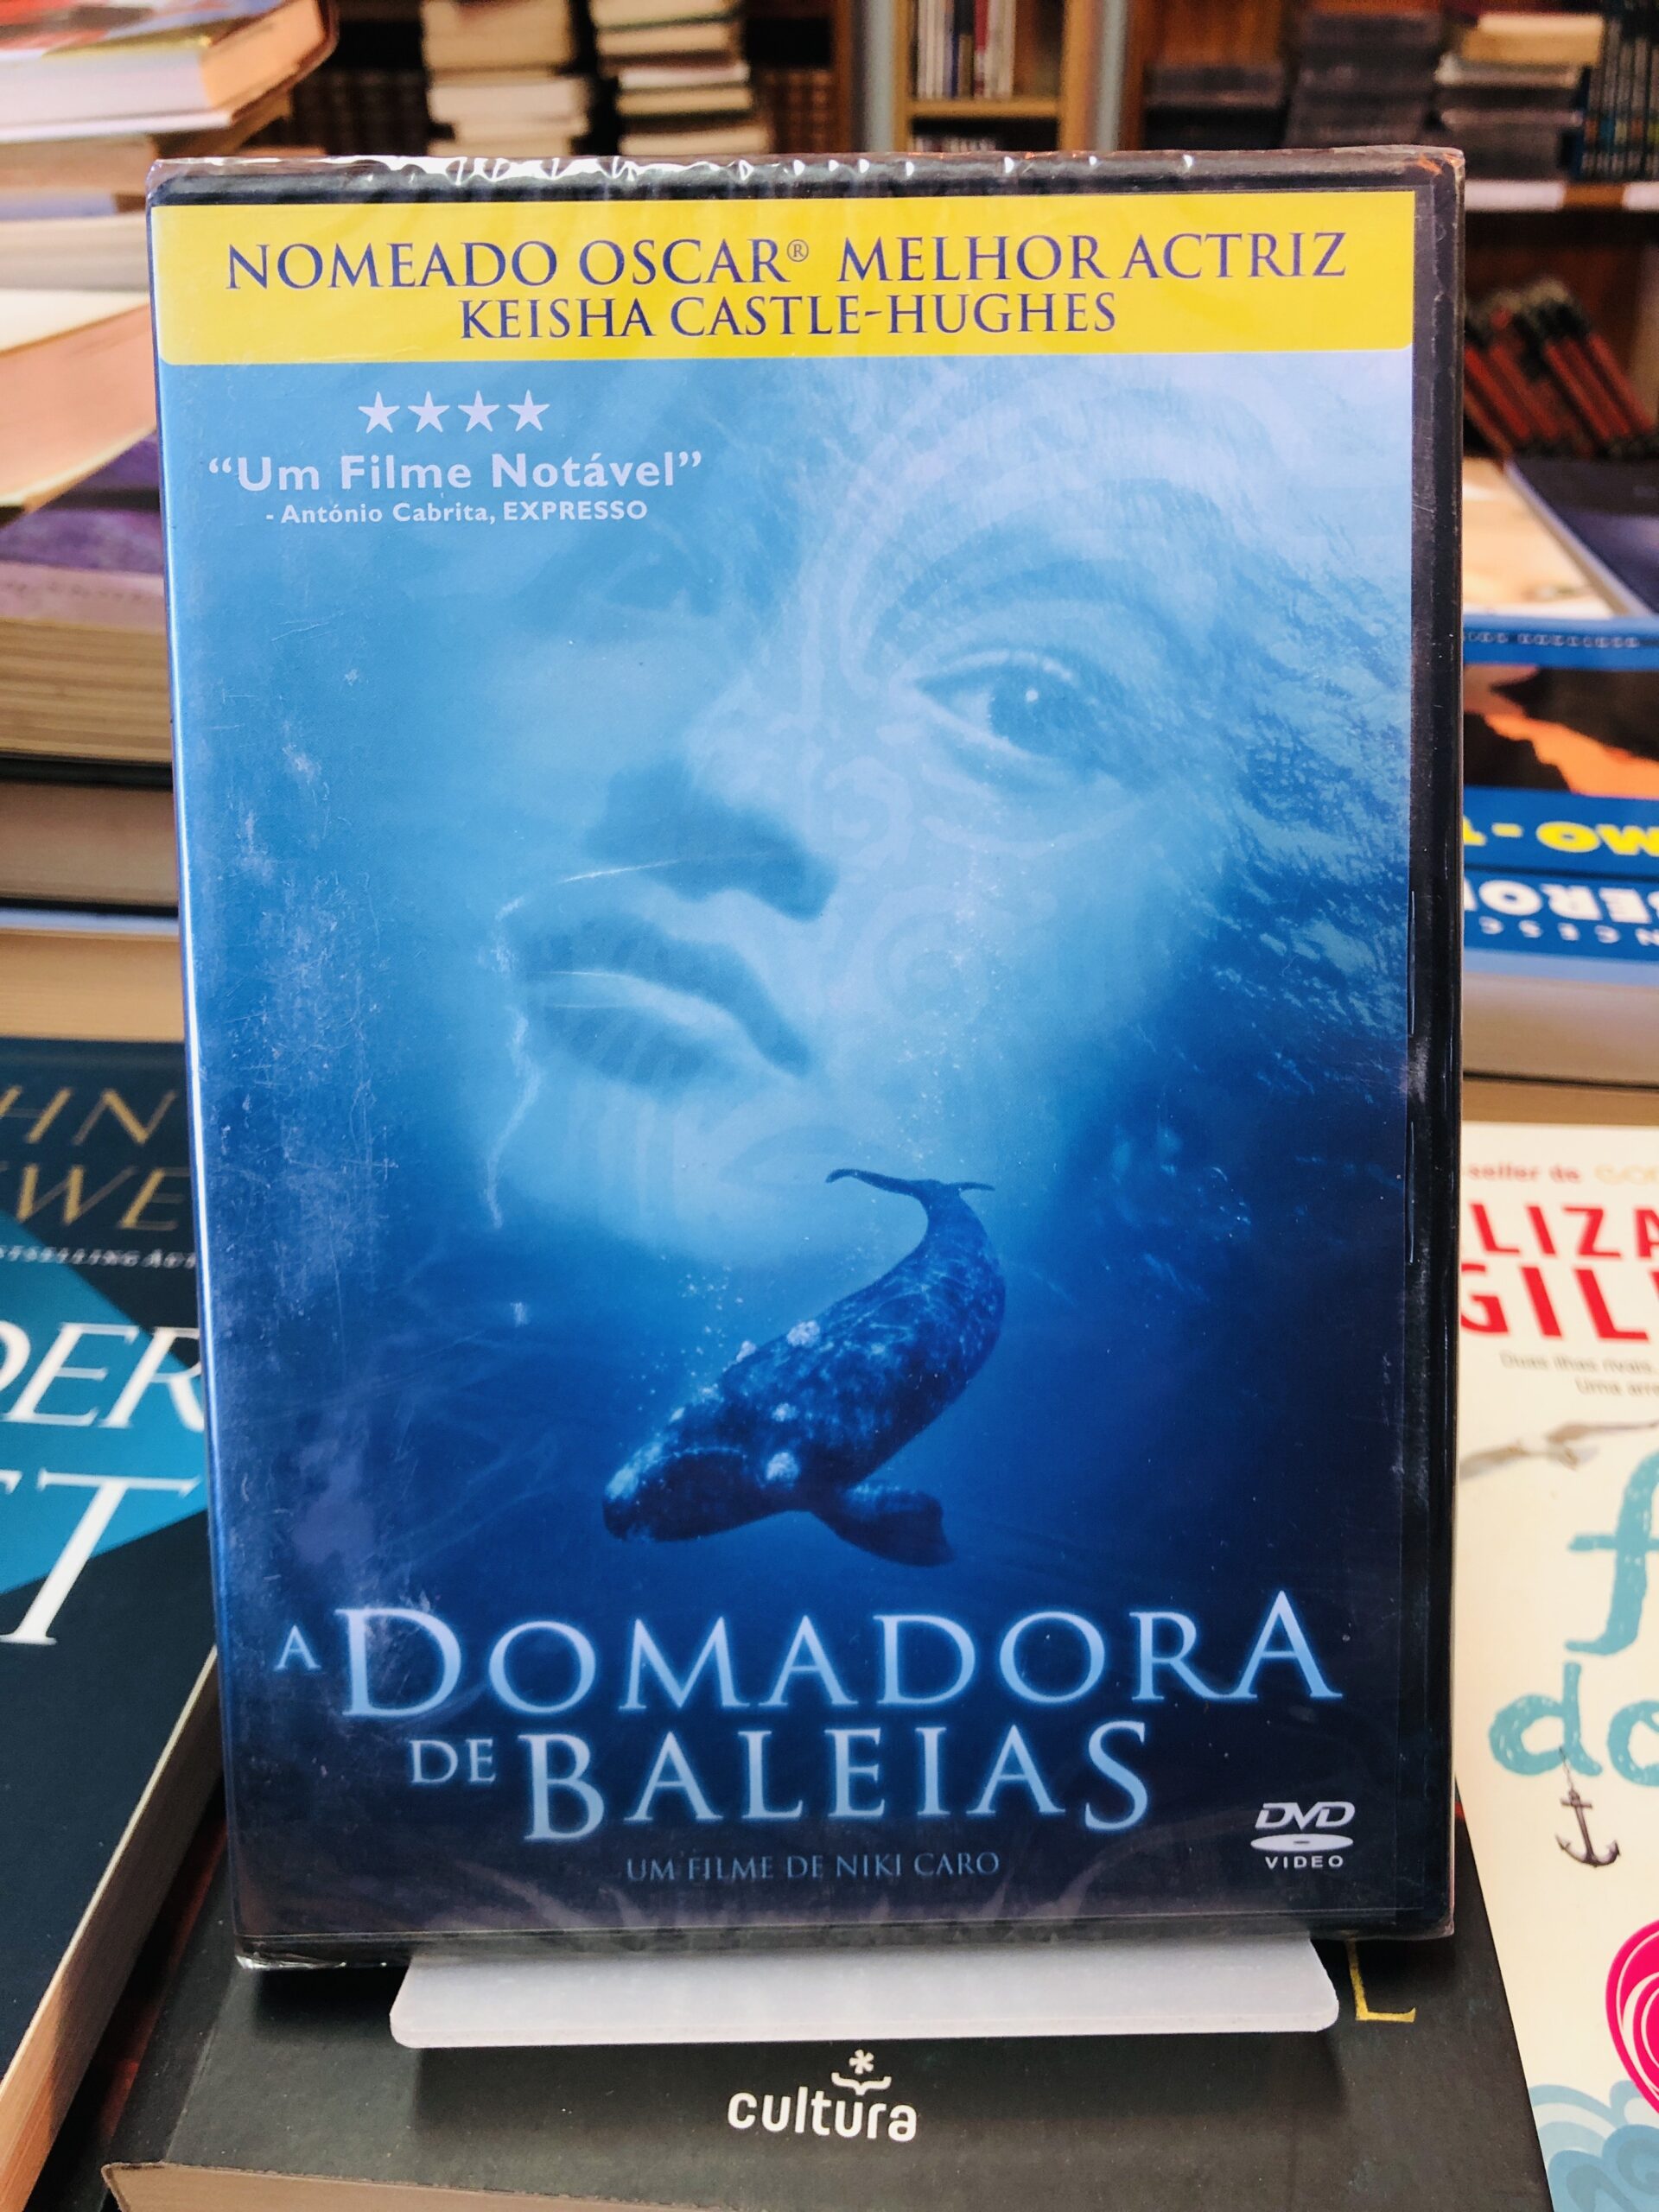 NOMEADO OSCAR® MELHOR ACTRIZ
KEISHA CASTLE-HUGHES
“Um Filme Notável”
- António Cabrita, EXPRESSO
A DOMADORA
DE BALEIAS
UM FILME DE NIKI CARO
DVD
VIDEO
cultura